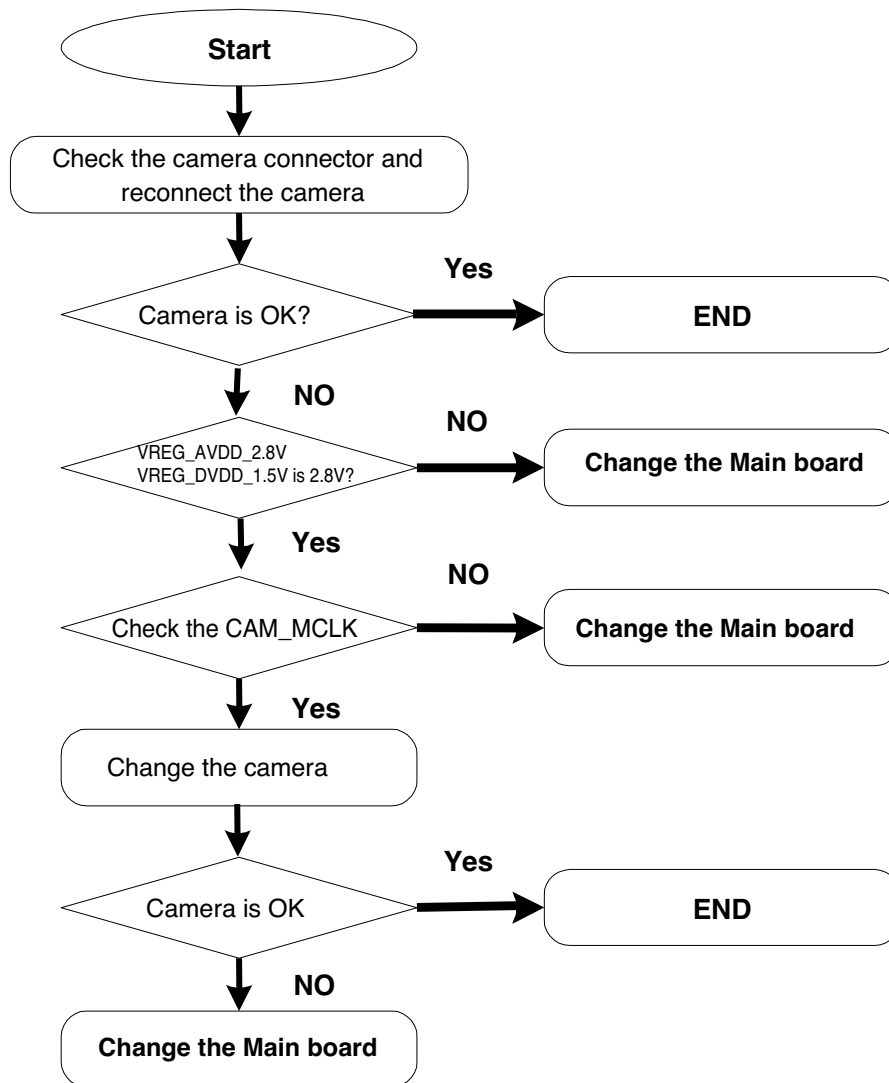 Start
Check the camera connector and
reconnect the camera
Yes
Camera is OK?
END
NO
NO
VREG_AVDD_2.8V
VREG_DVDD_1.5V is 2.8V?
Change the Main board
Yes
NO
Check the CAM_MCLK
Change the Main board
Yes
Change the camera
Yes
Camera is OK
END
NO
Change the Main board